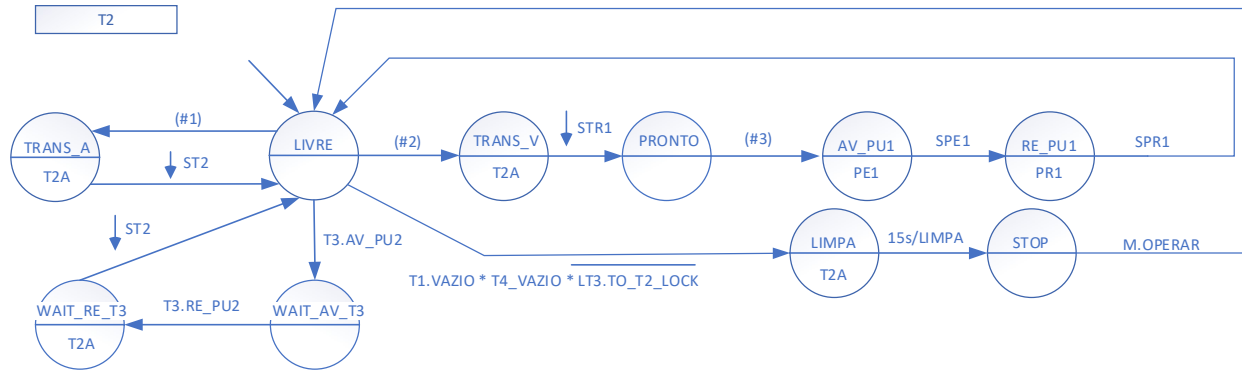 T2
(#1)
TRANS_A
T2A
ST2
LIVRE
(#2)
TRANS_V
T2A
STR1
PRONTO
(#3)
AV_PU1
PE1
SPE1
RE_PU1
PR1
SPR1
ST2
T3.AV_PU2
T1.VAZIO * T4_VAZIO * LT3.TO_T2_LOCK
LIMPA
T2A
15s/LIMPA
STOP
M.OPERAR
WAIT_RE_T3
T2A
T3.RE_PU2
WAIT_AV_T3